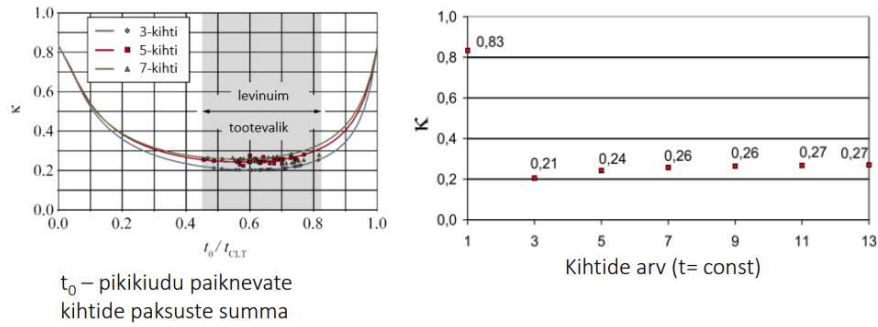 1.0
0.8
0.6
0.4
0.2
0.0
κ
3-kihti
5-kihti
7-kihti
levinuim
tootevalik
0.0 0.2 0.4 0.6 0.8 1.0
t₀ / t_CLT
t₀ – pikikiudu paiknevate
kihtide paksuste summa
1,0
0,8
0,6
0,4
0,2
0,0
κ
0,83
0,21
0,24
0,26
0,26
0,27
0,27
1 3 5 7 9 11 13
Kihtide arv (t= const)